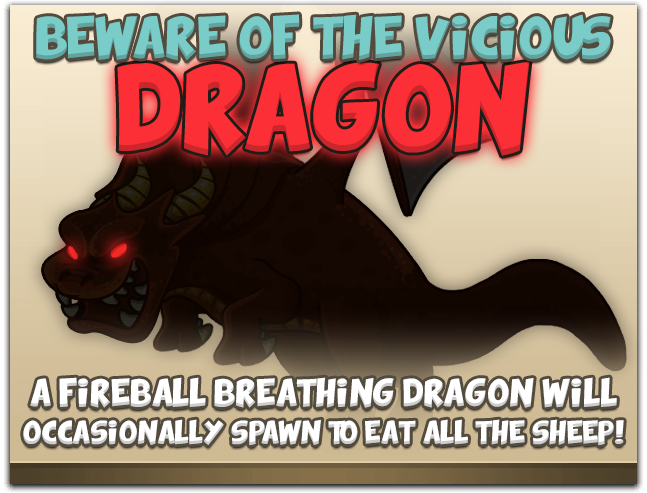 BEWARE OF THE ViCiOUS
DRAGON
A FiREBALL BREATHiNG DRAGON WiLL
OCCASiONALLY SPAWN TO EAT ALL THE SHEEP!